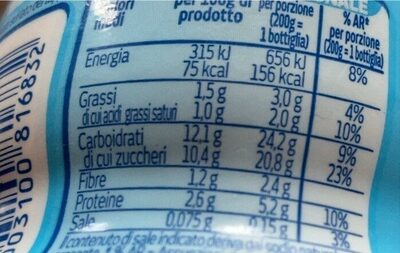 valori medi per 100g di prodotto per porzione (200g = 1 bottiglia) % AR* per porzione (200g = 1 bottiglia)
Energia 315 kJ 656 kJ
75 kcal 156 kcal 8%
Grassi 1,5 g 3,0 g 4%
di cui acidi grassi saturi 1,0 g 2,0 g 10%
Carboidrati 12,1 g 24,2 g 9%
di cui zuccheri 10,4 g 20,8 g 23%
Fibre 1,2 g 2,4 g
Proteine 2,6 g 5,2 g 10%
Sale 0,075 g 0,15 g 3%
Il contenuto di sale indicato deriva dal sodio
003100 816832